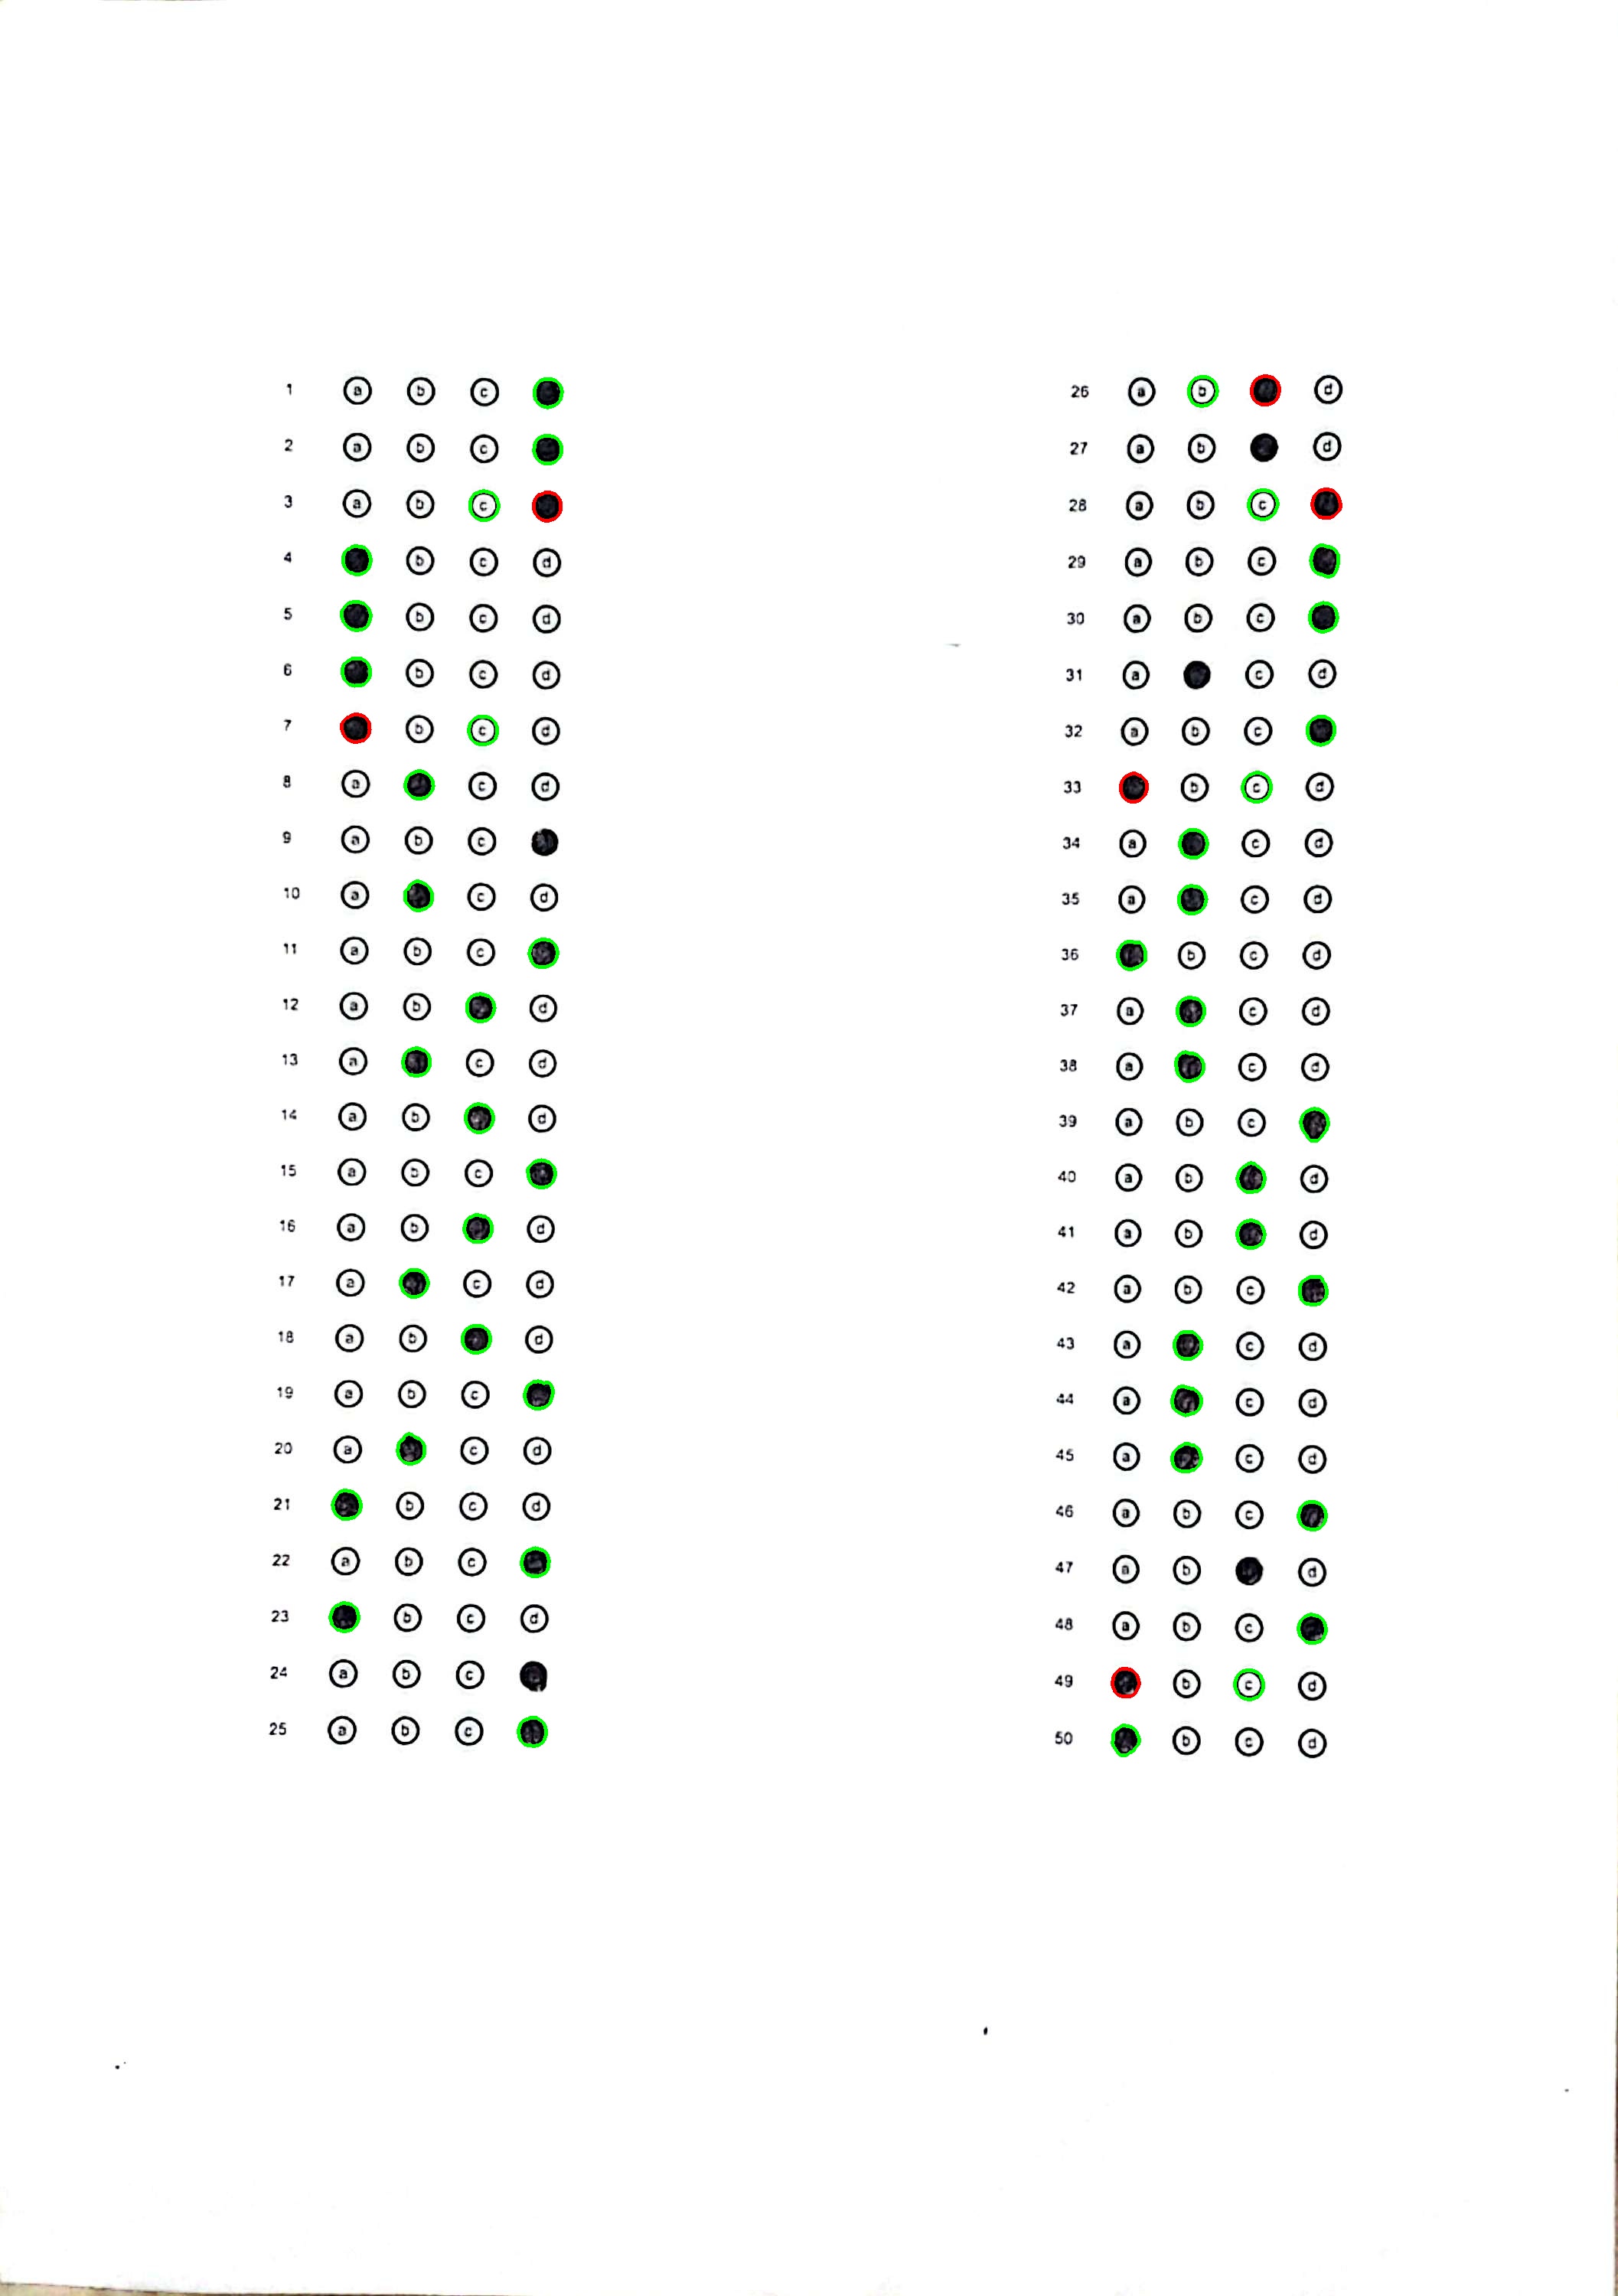 1 a b c
2 a b c
3 a b c
4 b c d
5 b c d
6 b c d
7 b c d
8 a c d
9 a b c
10 a c d
11 a b c
12 a b d
13 a c d
14 a b d
15 a b c
16 a b d
17 a c d
18 a b d
19 a b c
20 a c d
21 b c d
22 a b c
23 b c d
24 a b c
25 a b c
26 a b d
27 a b d
28 a b c
29 a b c
30 a b c
31 a c d
32 a b c
33 b c d
34 a c d
35 a c d
36 b c d
37 a c d
38 a c d
39 a b c
40 a b d
41 a b d
42 a b c
43 a c d
44 a c d
45 a c d
46 a b c
47 a b d
48 a b c
49 b c d
50 b c d